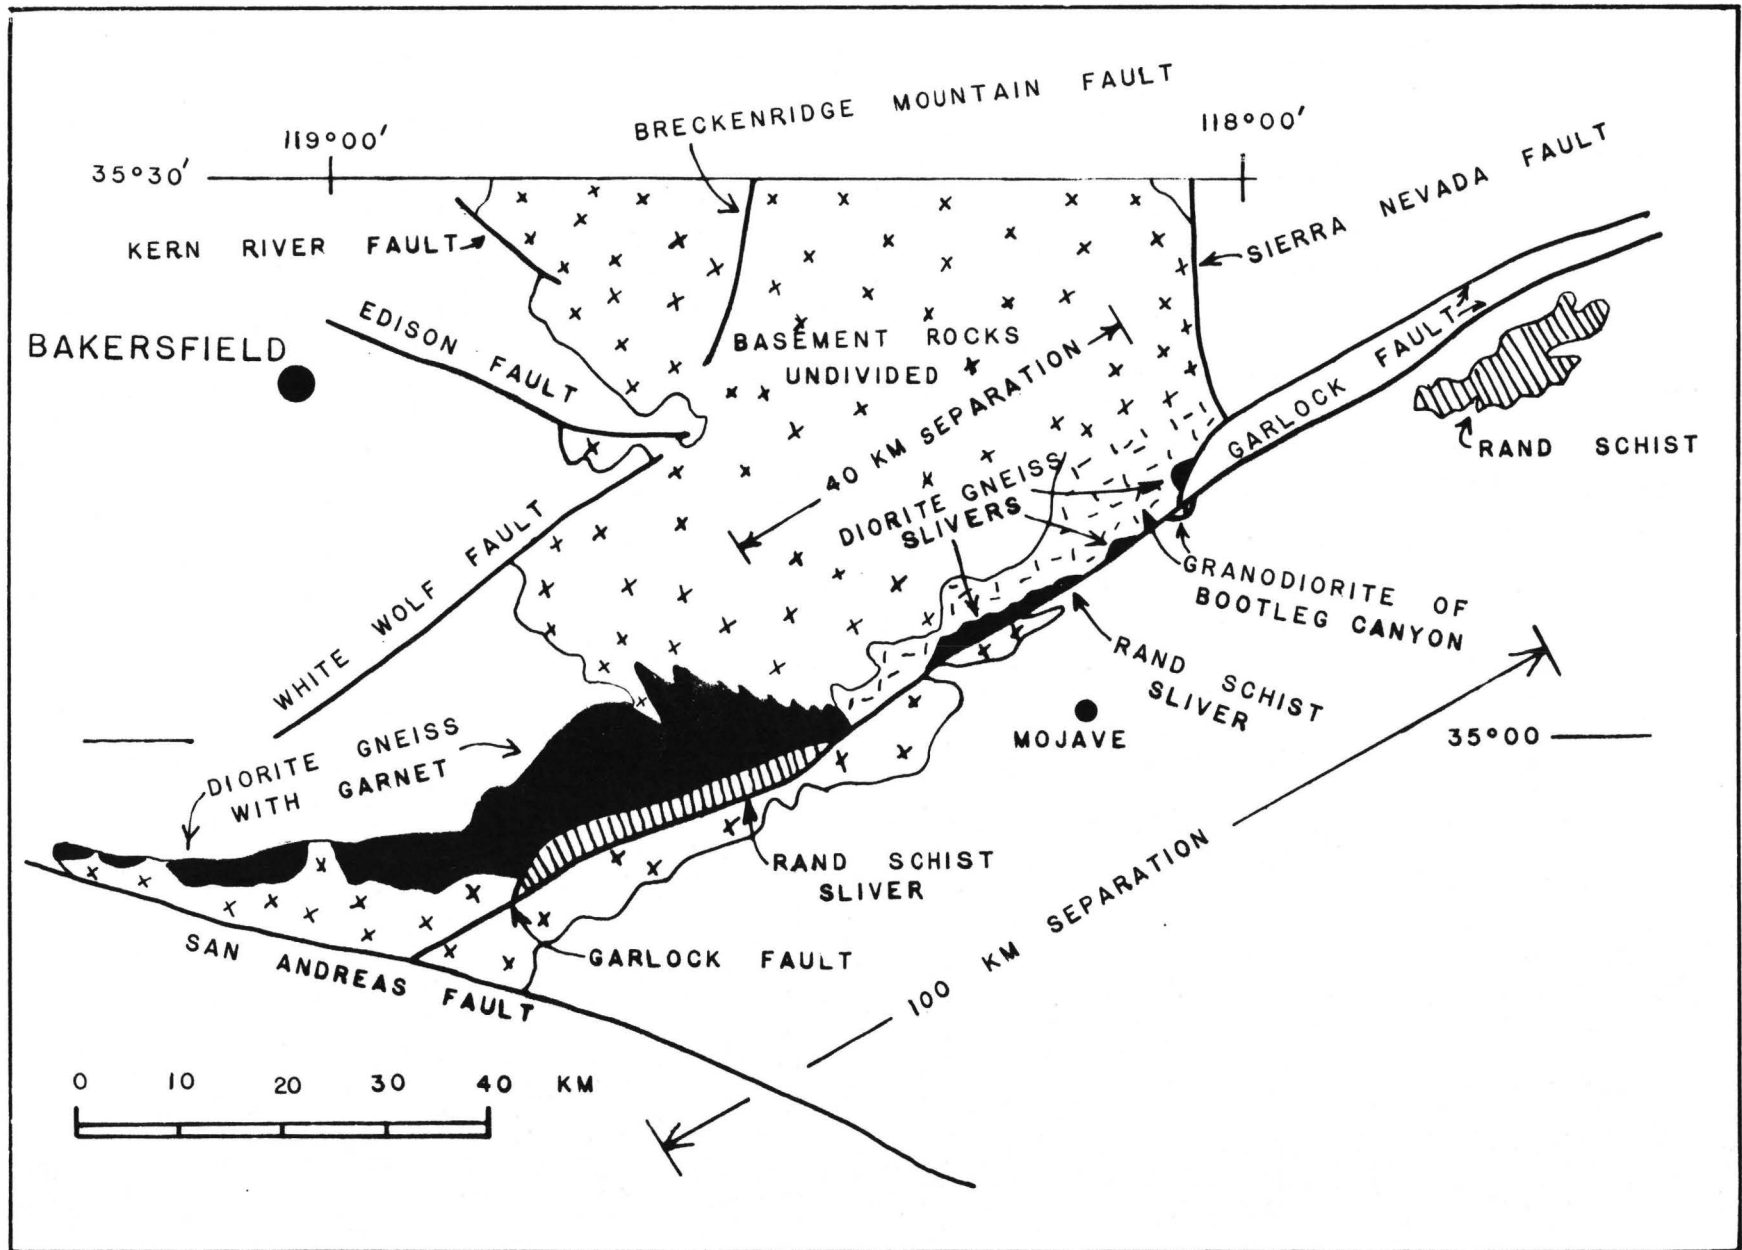 BRECKENRIDGE MOUNTAIN FAULT
119°00′
118°00′
35°30′
SIERRA NEVADA FAULT
KERN RIVER FAULT
EDISON FAULT
BAKERSFIELD
BASEMENT ROCKS
UNDIVIDED
40 KM SEPARATION
GARLOCK FAULT
RAND SCHIST
DIORITE GNEISS
SLIVERS
WHITE WOLF FAULT
GRANODIORITE OF
BOOTLEG CANYON
RAND SCHIST
SLIVER
MOJAVE
35°00
DIORITE GNEISS
WITH GARNET
RAND SCHIST
SLIVER
100 KM SEPARATION
GARLOCK FAULT
SAN ANDREAS FAULT
0 10 20 30 40 KM